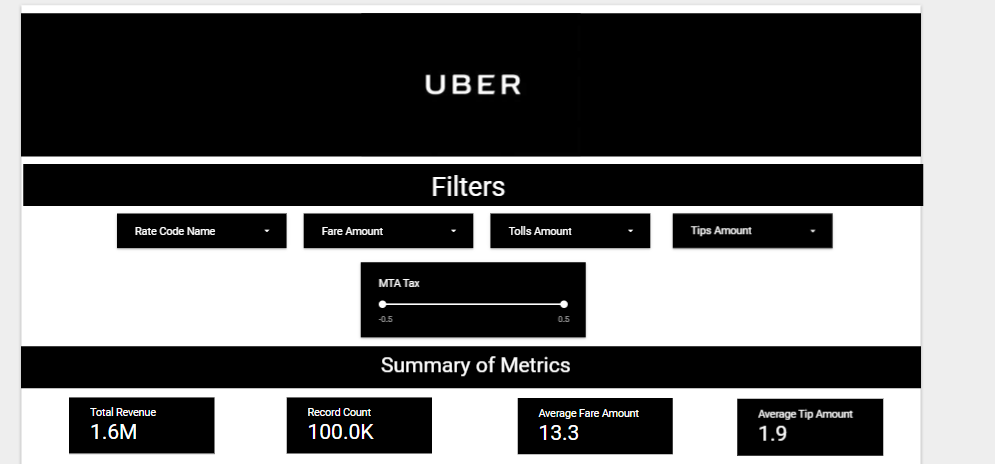 UBER
Filters
Rate Code Name
Fare Amount
Tolls Amount
Tips Amount
MTA Tax
-0.5
0.5
Summary of Metrics
Total Revenue
1.6M
Record Count
100.0K
Average Fare Amount
13.3
Average Tip Amount
1.9